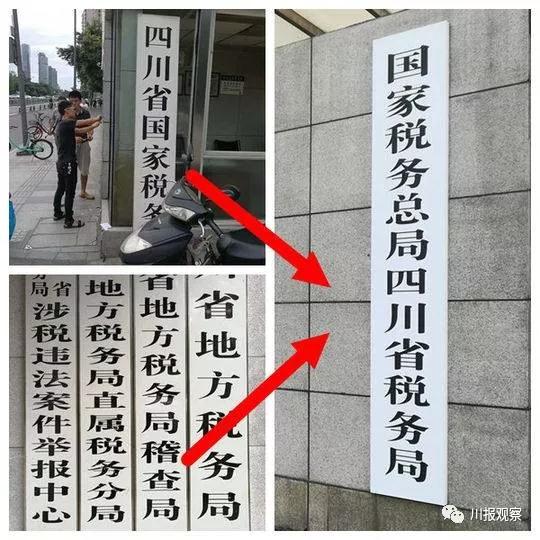 四川省国家税务
国家税务总局四川省税务局
川省地方税务局
省地方税务局稽查局
地方税务局直属税务分局
省
局涉税违法案件举报中心
川报观察